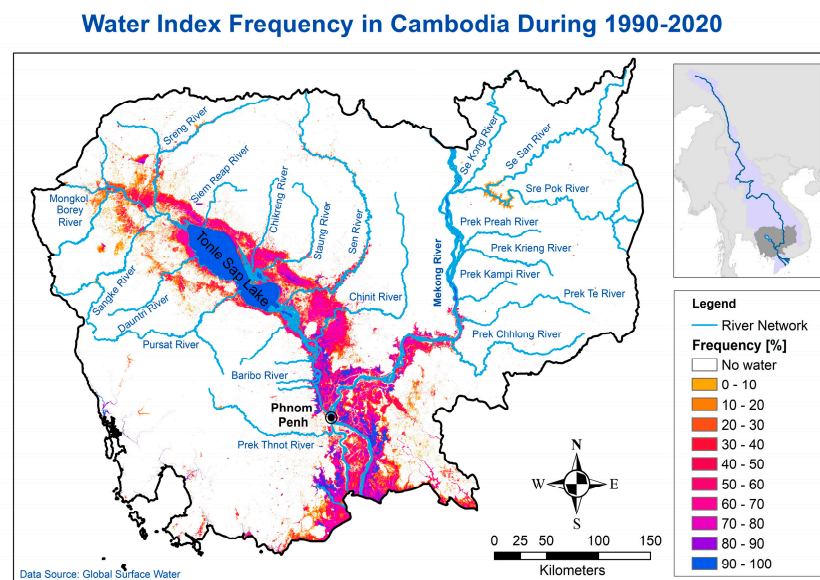 Water Index Frequency in Cambodia During 1990-2020
Sreng River
Siem Reap River
Chikreng River
Staung River
Sen River
Se Kong River
Se San River
Sre Pok River
Mongkol
Borey
River
Tonle Sap Lake
Sangke River
Dauntri River
Pursat River
Chinit River
Baribo River
Mekong River
Prek Preah River
Prek Krieng River
Prek Kampi River
Prek Te River
Prek Chhlong River
Phnom
Penh
Prek Thnot River
N
W
E
S
0 25 50 100 150
Kilometers
Data Source: Global Surface Water
Legend
River Network
Frequency [%]
No water
0 - 10
10 - 20
20 - 30
30 - 40
40 - 50
50 - 60
60 - 70
70 - 80
80 - 90
90 - 100